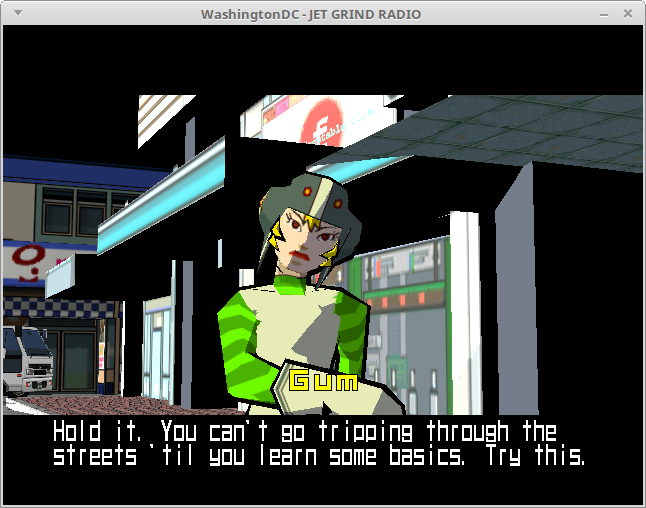 WashingtonDC - JET GRIND RADIO
Gum
Hold it. You can't go tripping through the
streets 'til you learn some basics. Try this.